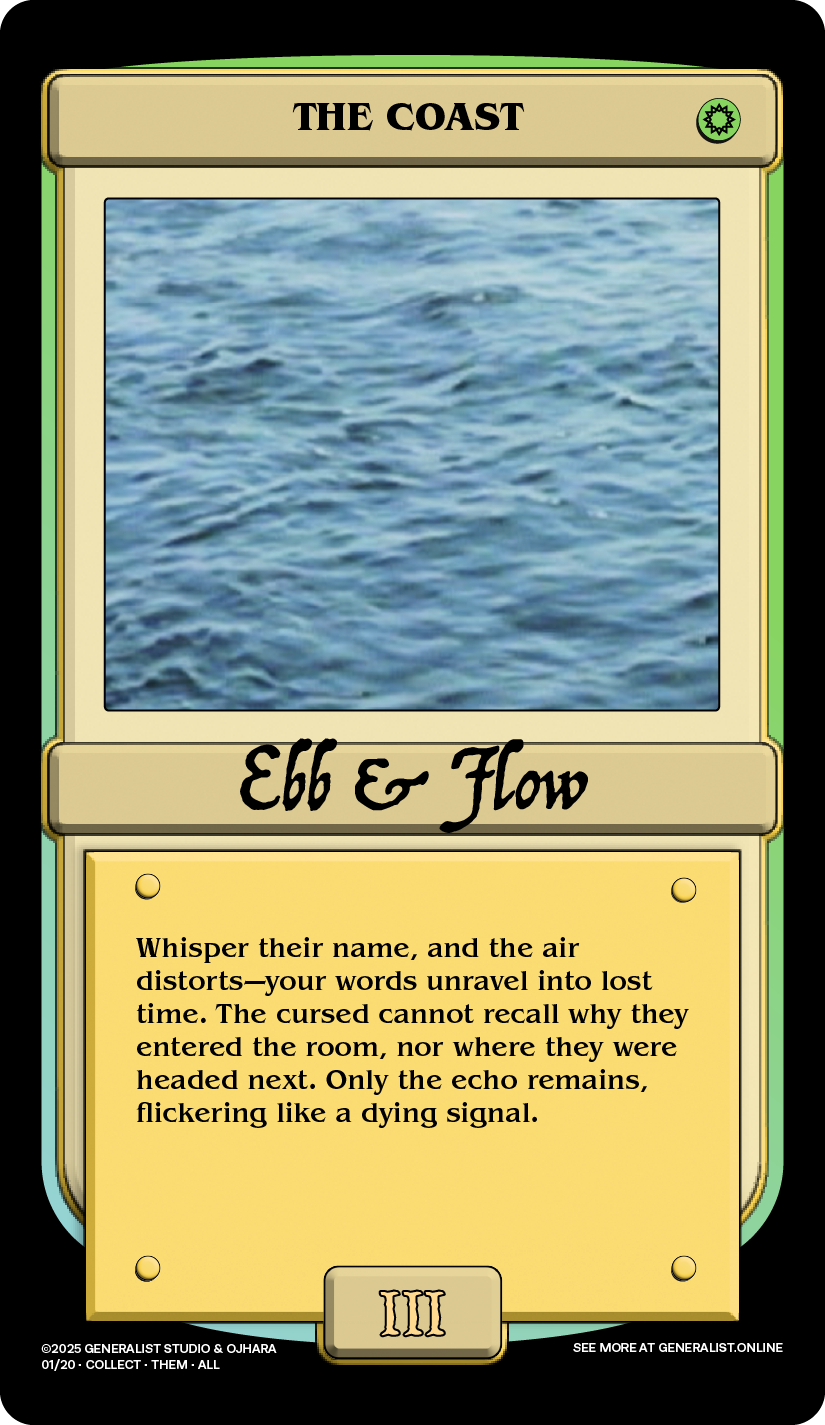 THE COAST
Ebb & Flow
Whisper their name, and the air
distorts—your words unravel into lost
time. The cursed cannot recall why they
entered the room, nor where they were
headed next. Only the echo remains,
flickering like a dying signal.
III
©2025 GENERALIST STUDIO & OJHARA
01/20 · COLLECT · THEM · ALL
SEE MORE AT GENERALIST.ONLINE